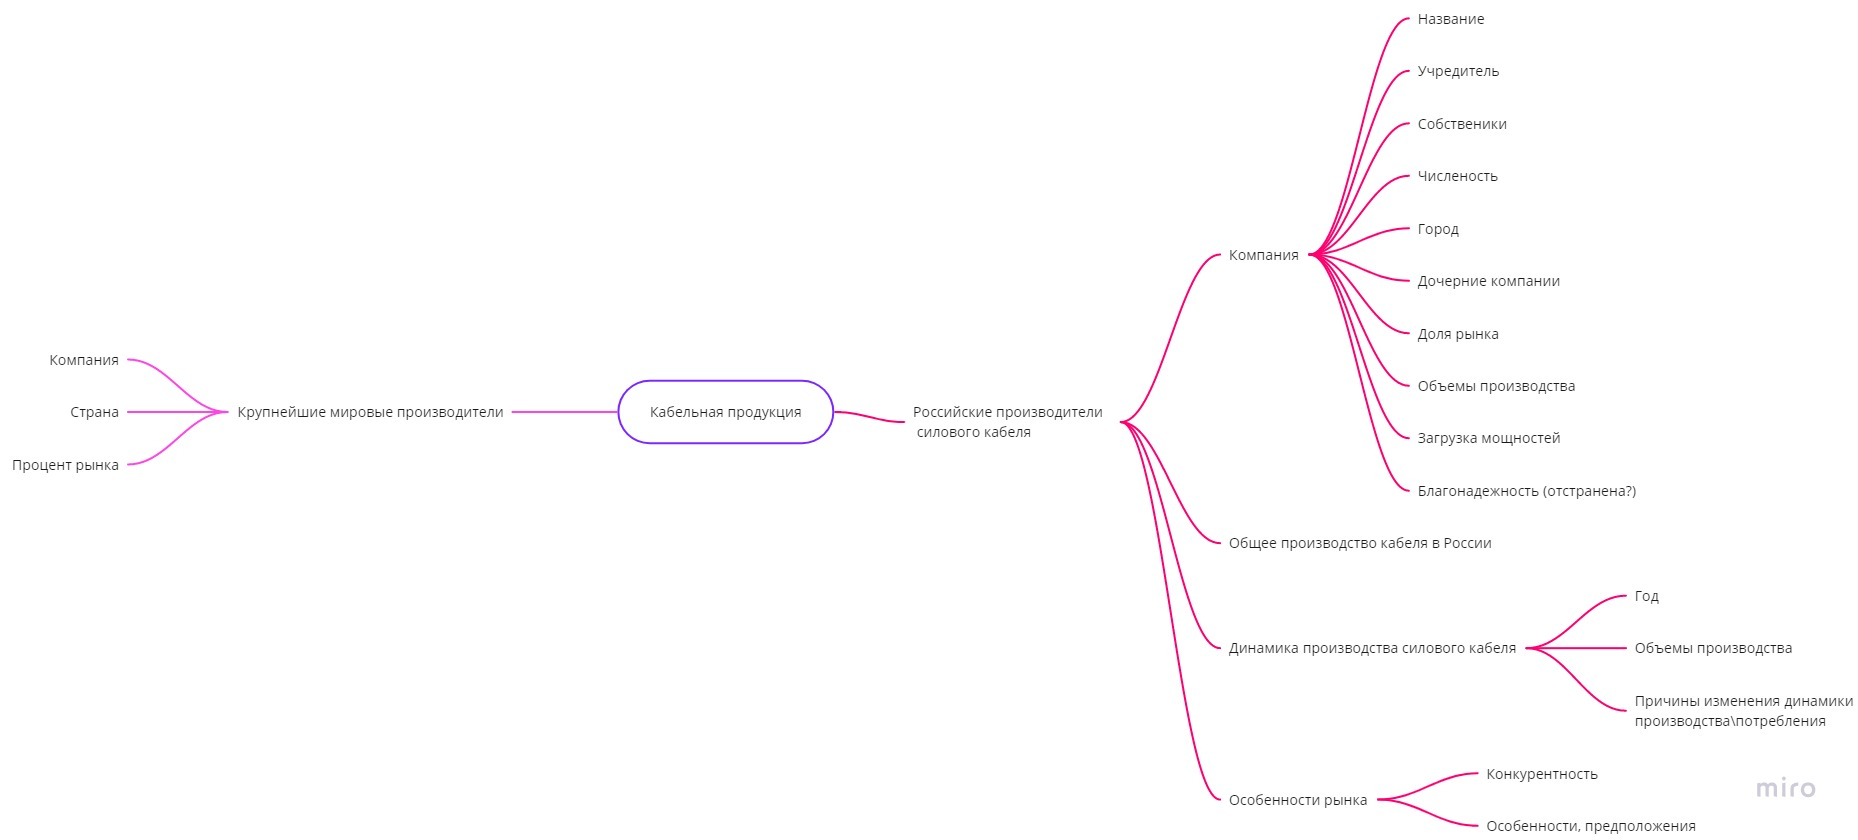 Название
Учредитель
Собственики
Численость
Город
Компания
Дочерние компании
Доля рынка
Объемы производства
Загрузка мощностей
Благонадежность (отстранена?)
Компания
Страна
Процент рынка
Крупнейшие мировые производители
Кабельная продукция
Российские производители
силового кабеля
Общее производство кабеля в России
Год
Динамика производства силового кабеля
Объемы производства
Причины изменения динамики
производства\потребления
Особенности рынка
Конкурентность
Особенности, предположения
miro